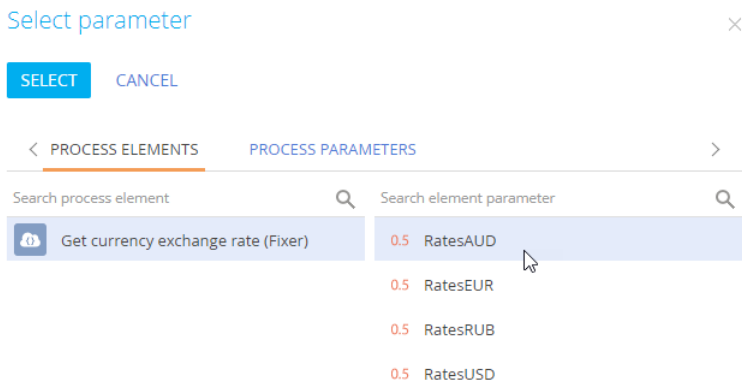 Select parameter
SELECT CANCEL
PROCESS ELEMENTS PROCESS PARAMETERS
Search process element Search element parameter
Get currency exchange rate (Fixer) 0.5 RatesAUD
0.5 RatesEUR
0.5 RatesRUB
0.5 RatesUSD